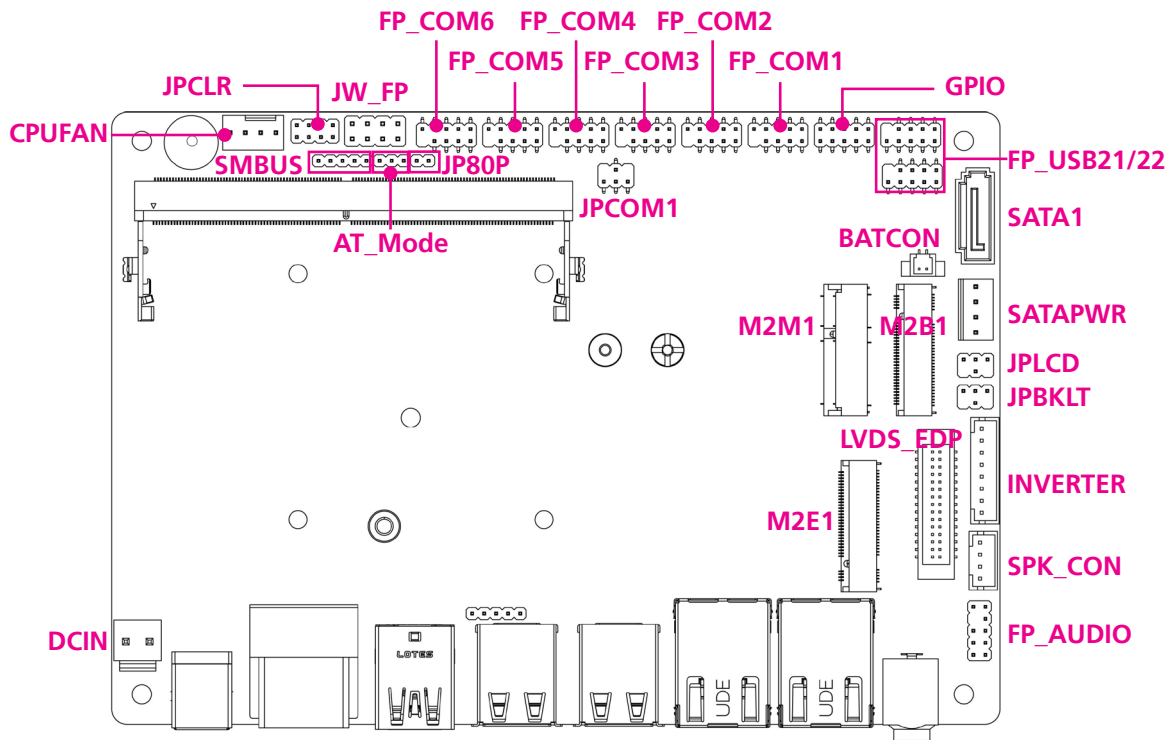 FP_COM6 FP_COM4 FP_COM2
FP_COM5 FP_COM3 FP_COM1
JPCLR JW_FP GPIO
CPUFAN
SMBUS JP80P FP_USB21/22
JPCOM1 SATA1
AT_Mode BATCON
M2M1 M2B1 SATAPWR
JPLCD
JPBKLT
LVDS_EDP
INVERTER
M2E1
SPK_CON
DCIN FP_AUDIO
LOTES
UDE UDE